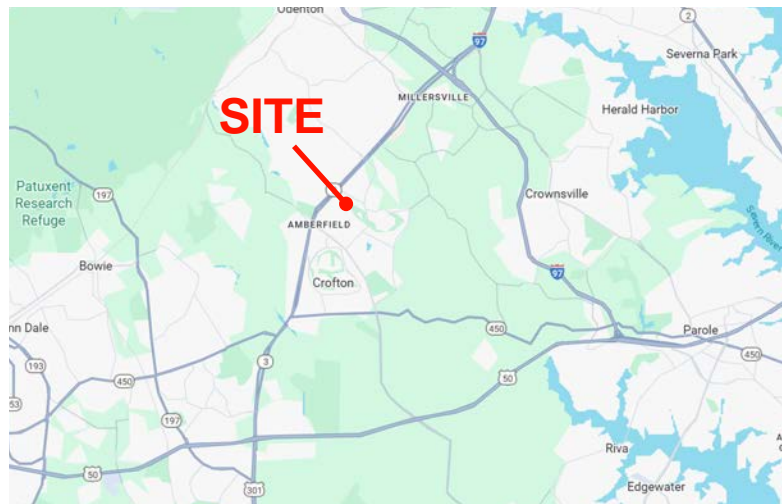 Odenton
2
97
Severna Park
MILLERSVILLE
Herald Harbor
SITE
Patuxent
Research
Refuge
197
Crownsville
Severn River
AMBERFIELD
Bowie
Crofton
97
nn Dale
450
Parole
193
3
450
450
50
53
197
Riva
50
301
Edgewater